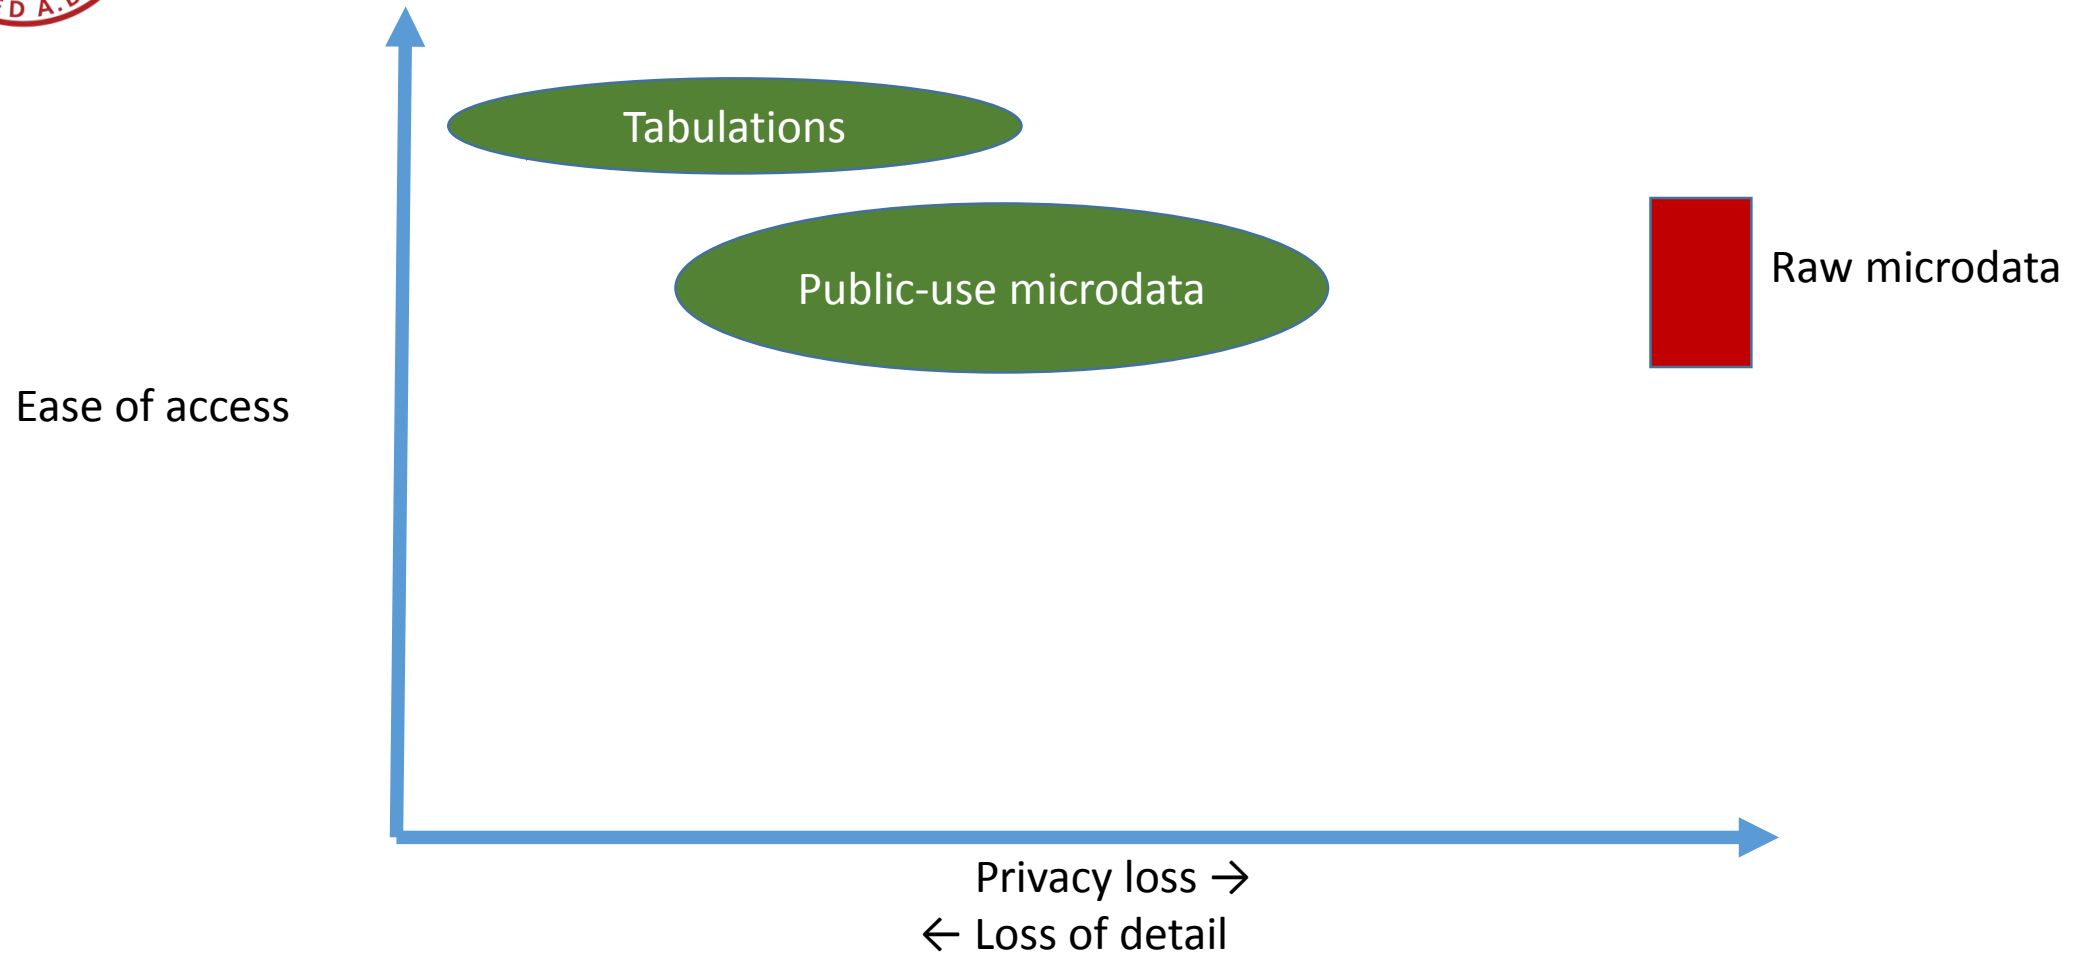 D A.D
Tabulations
Public-use microdata
Raw microdata
Ease of access
Privacy loss →
← Loss of detail